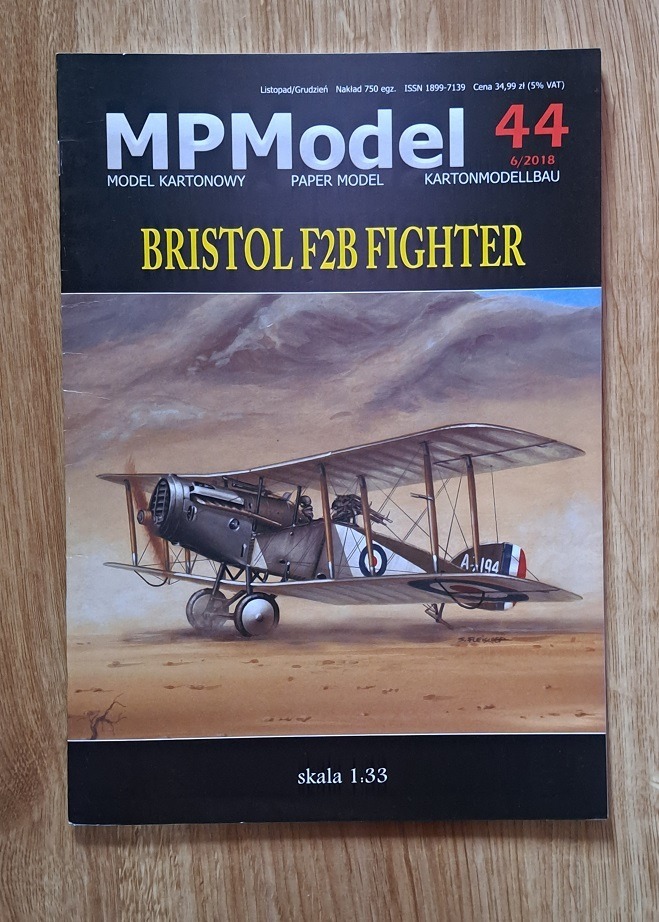 Listopad/Grudzień Nakład 750 egz. ISSN 1899-7139 Cena 34,99 zł (5% VAT)
MPModel 44
6/2018
MODEL KARTONOWY PAPER MODEL KARTONMODELLBAU
BRISTOL F2B FIGHTER
194
skala 1:33